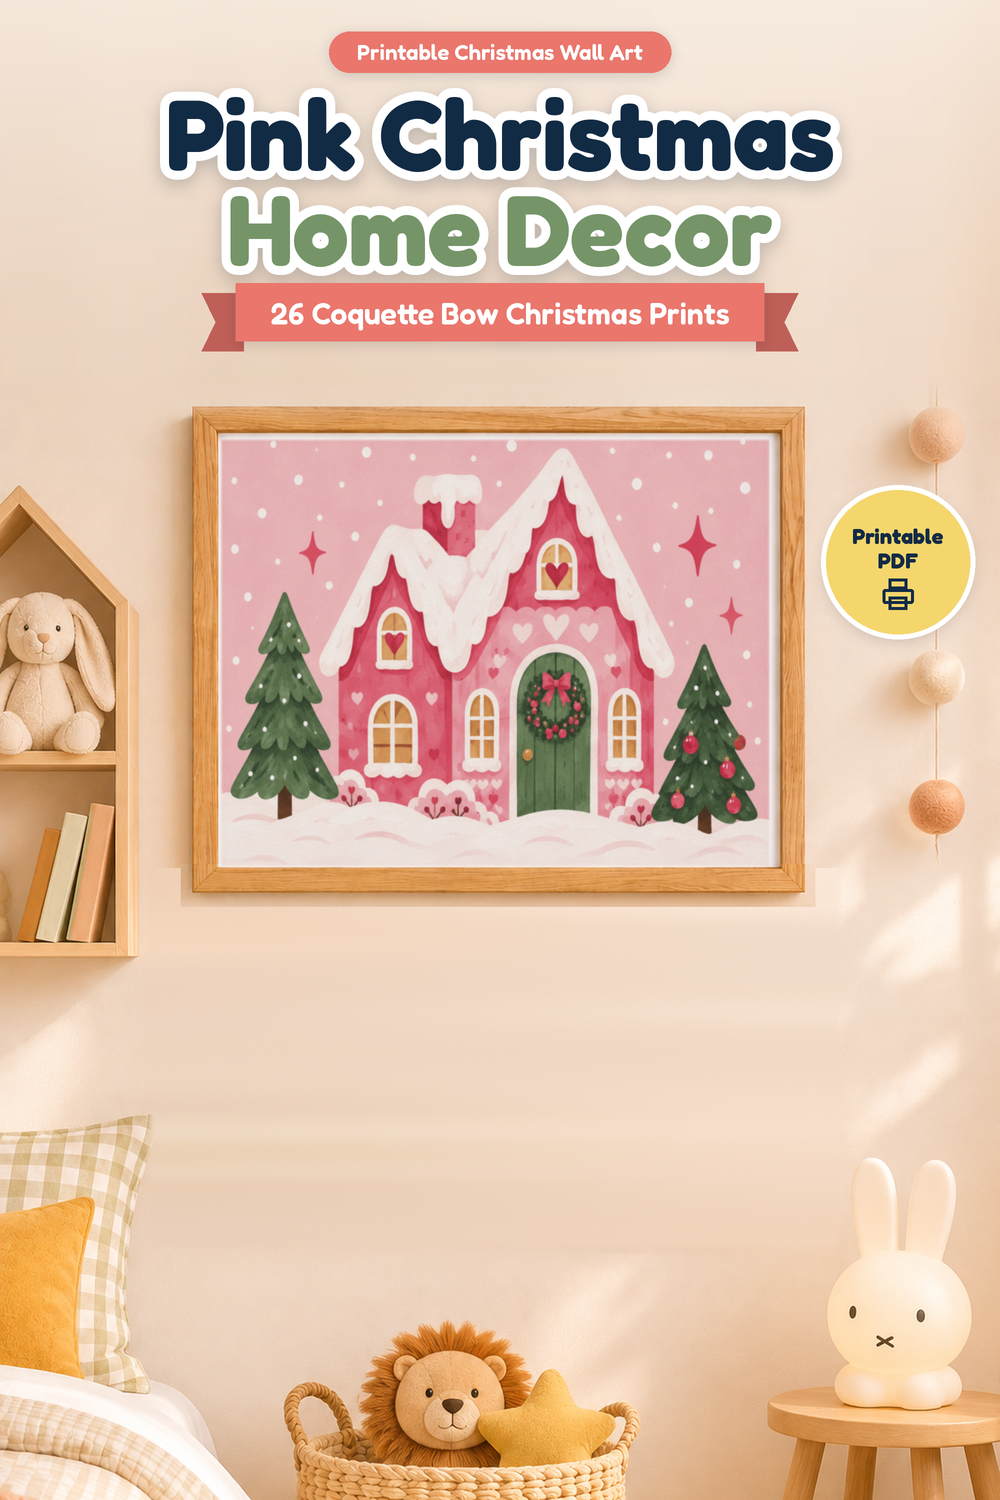 Printable Christmas Wall Art
Pink Christmas
Home Decor
26 Coquette Bow Christmas Prints
Printable
PDF